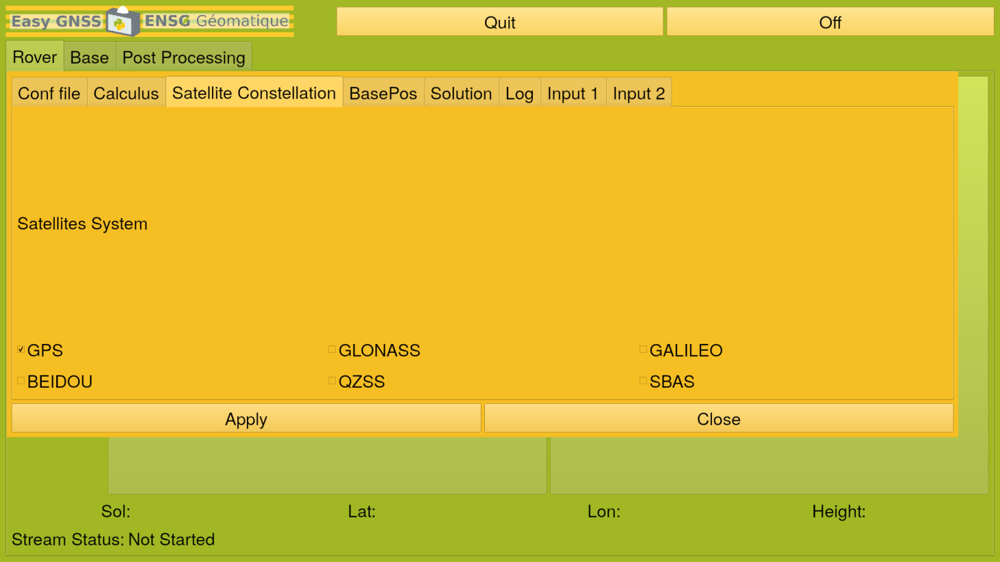 Easy GNSS ENSG Géomatique
Quit
Off
Rover
Base
Post Processing
Conf file
Calculus
Satellite Constellation
BasePos
Solution
Log
Input 1
Input 2
Satellites System
GPS
GLONASS
GALILEO
BEIDOU
QZSS
SBAS
Apply
Close
Sol:
Lat:
Lon:
Height:
Stream Status: Not Started